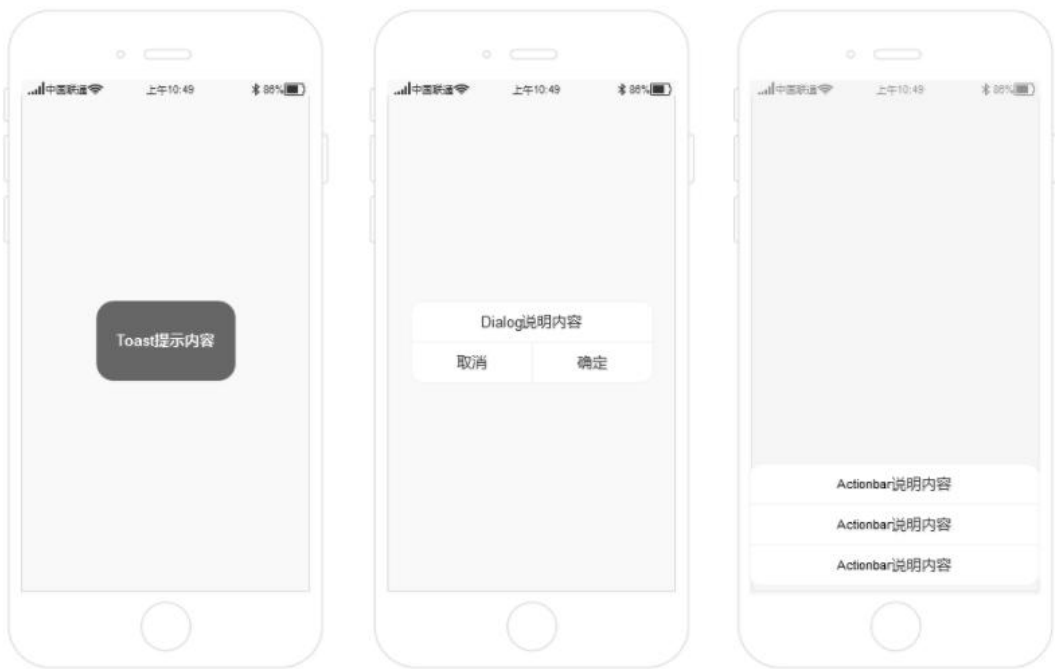 中国联通 上午10:49 86%
Toast提示内容
中国联通 上午10:49 86%
Dialog说明内容
取消 确定
中国联通 上午10:49 86%
Actionbar说明内容
Actionbar说明内容
Actionbar说明内容